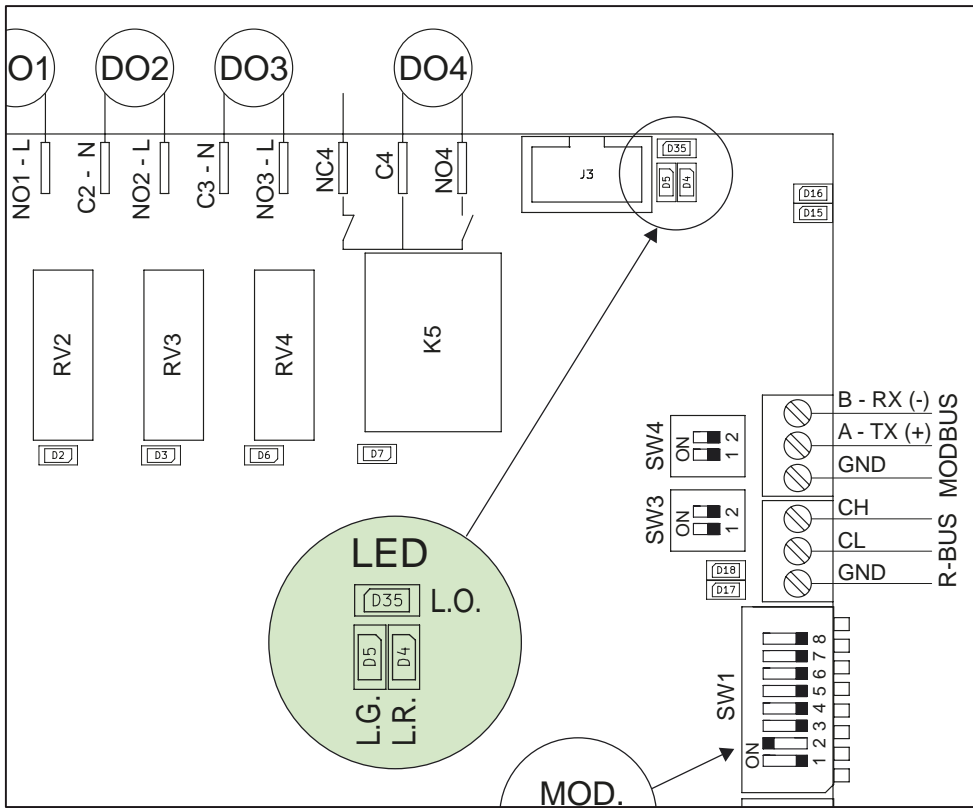 O1
DO2
DO3
DO4
NO1 - L
C2 - N
NO2 - L
C3 - N
NO3 - L
NC4
C4
NO4
J3
D35
D5
D4
D16
D15
RV2
RV3
RV4
K5
D2
D3
D6
D7
SW4
ON
1 2
B - RX (-)
A - TX (+)
GND
MODBUS
SW3
ON
1 2
CH
CL
GND
R-BUS
D18
D17
LED
D35
L.O.
D5
D4
L.G.
L.R.
SW1
ON
1 2 3 4 5 6 7 8
MOD.